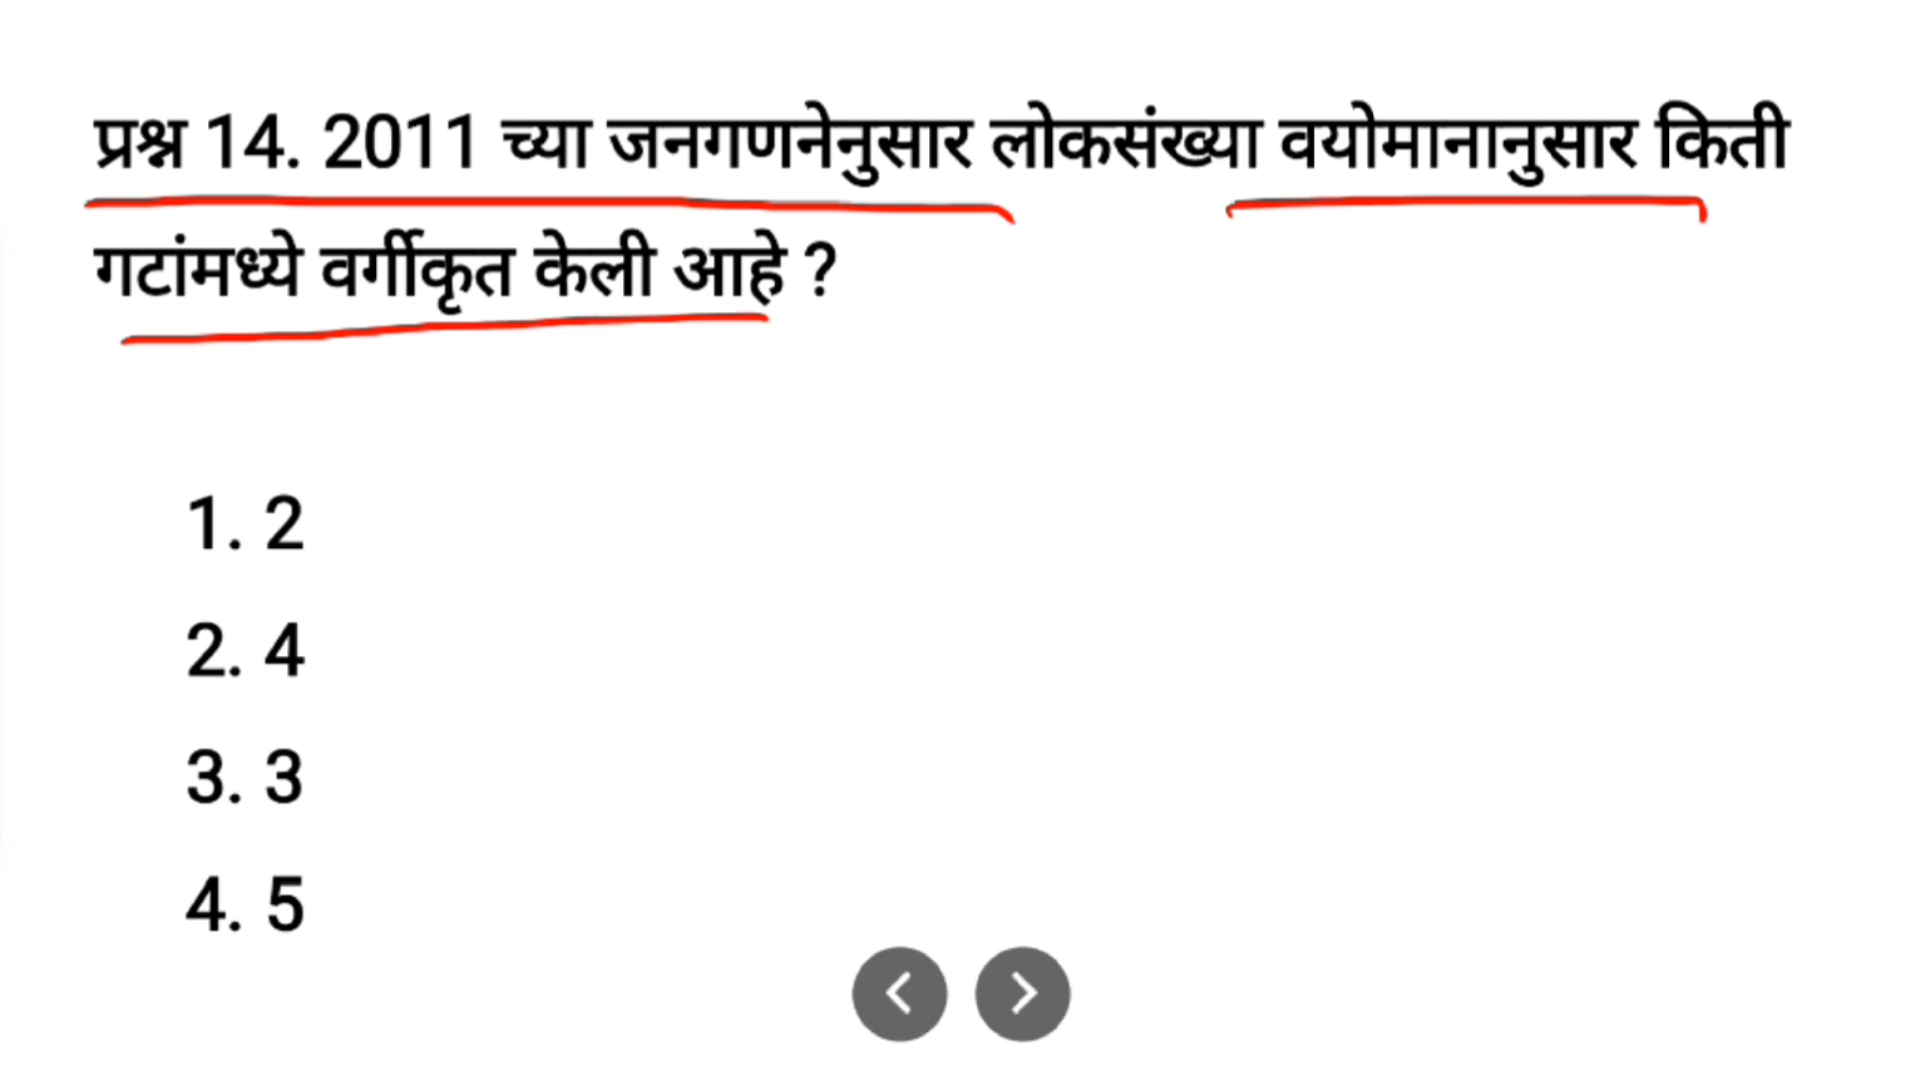 प्रश्न 14. 2011 च्या जनगणनेनुसार लोकसंख्या वयोमानानुसार किती
गटांमध्ये वर्गीकृत केली आहे ?
1. 2
2. 4
3. 3
4. 5